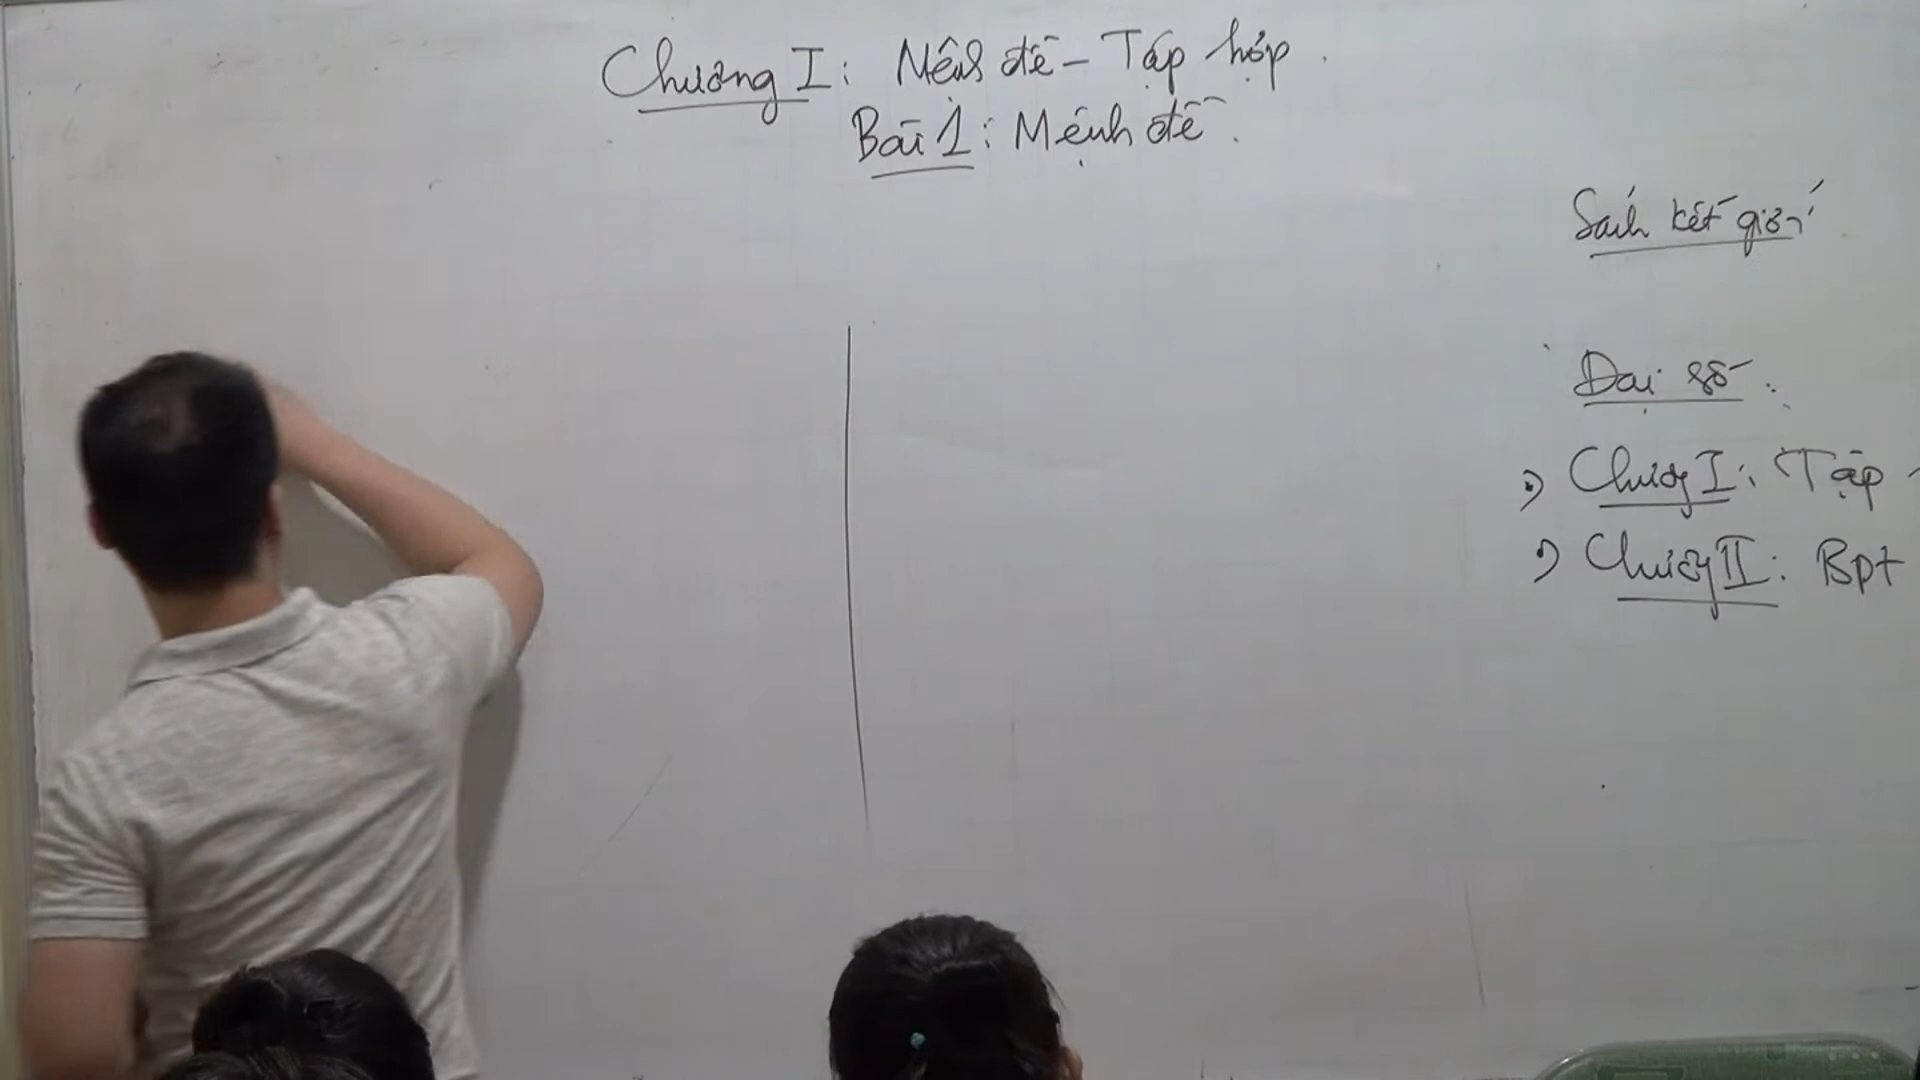 Chương I: Mệnh đề - Tập hợp.
Bài 1: Mệnh đề.
Sách kết giới
Đại số:
Chương I: Tập
Chương II: Bpt